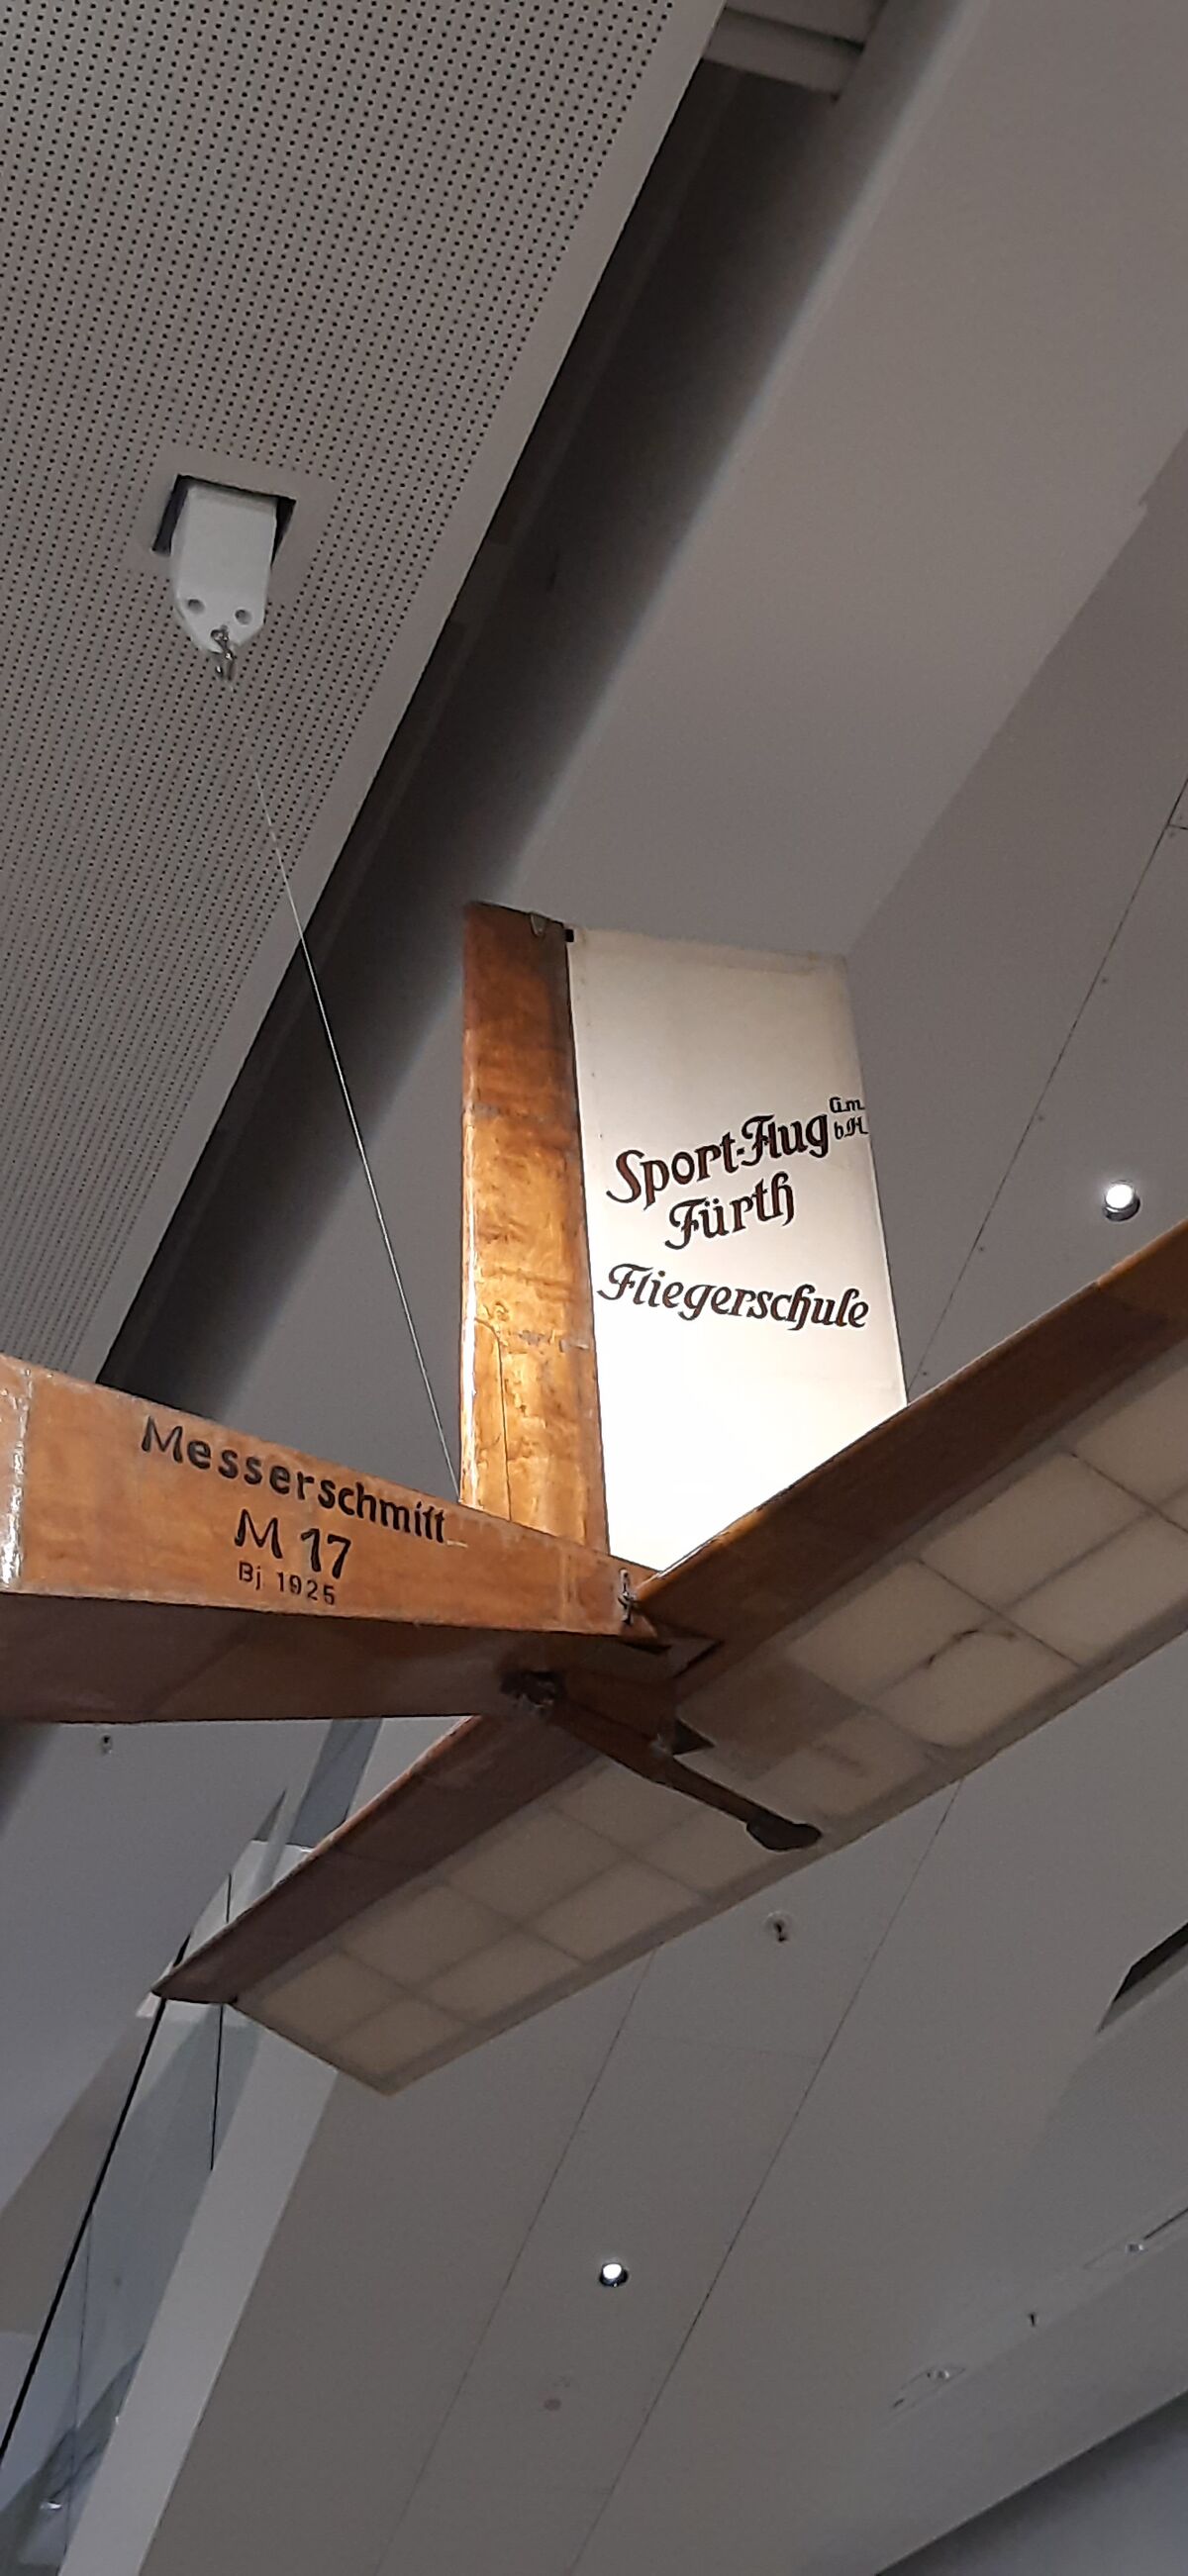 Sport-Flug G.m.
b.H.
Fürth
Fliegerschule
Messerschmitt
M 17
Bj 1925